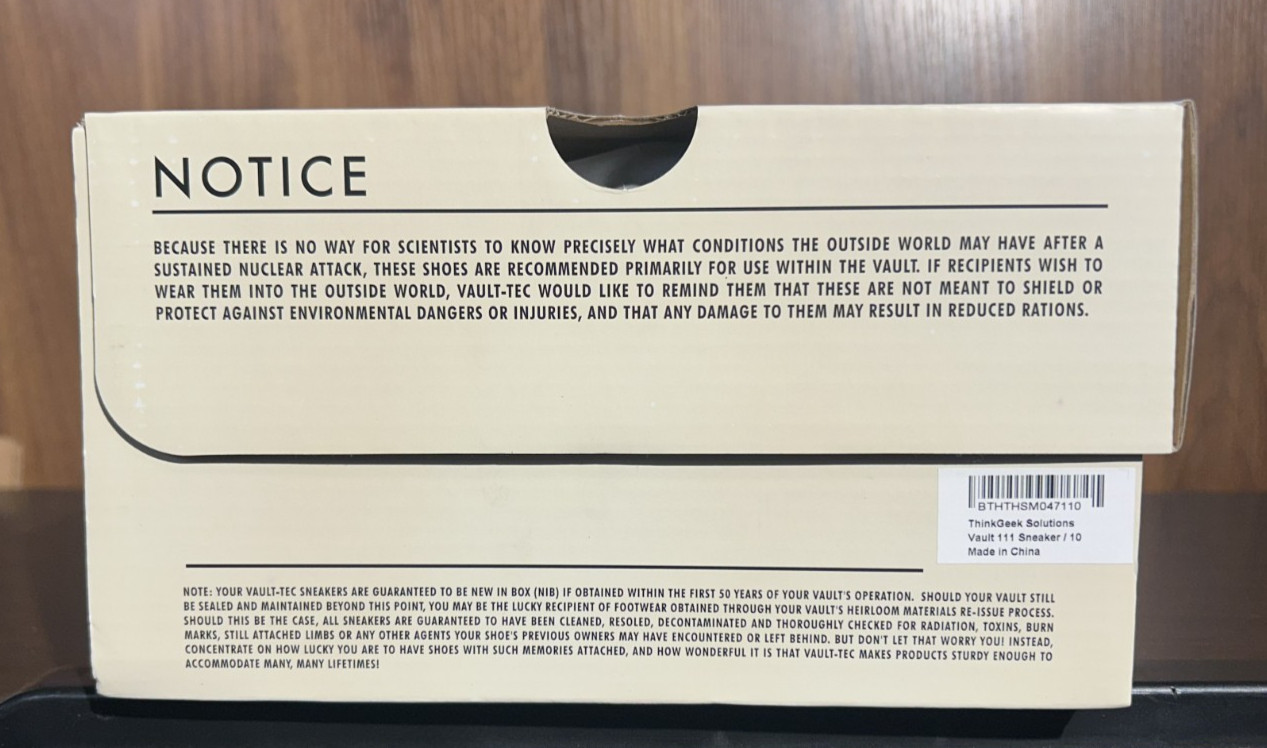 NOTICE
BECAUSE THERE IS NO WAY FOR SCIENTISTS TO KNOW PRECISELY WHAT CONDITIONS THE OUTSIDE WORLD MAY HAVE AFTER A
SUSTAINED NUCLEAR ATTACK, THESE SHOES ARE RECOMMENDED PRIMARILY FOR USE WITHIN THE VAULT. IF RECIPIENTS WISH TO
WEAR THEM INTO THE OUTSIDE WORLD, VAULT-TEC WOULD LIKE TO REMIND THEM THAT THESE ARE NOT MEANT TO SHIELD OR
PROTECT AGAINST ENVIRONMENTAL DANGERS OR INJURIES, AND THAT ANY DAMAGE TO THEM MAY RESULT IN REDUCED RATIONS.
BTHTHSM047110
ThinkGeek Solutions
Vault 111 Sneaker / 10
Made in China
NOTE: YOUR VAULT-TEC SNEAKERS ARE GUARANTEED TO BE NEW IN BOX (NIB) IF OBTAINED WITHIN THE FIRST 50 YEARS OF YOUR VAULT'S OPERATION. SHOULD YOUR VAULT STILL
BE SEALED AND MAINTAINED BEYOND THIS POINT, YOU MAY BE THE LUCKY RECIPIENT OF FOOTWEAR OBTAINED THROUGH YOUR VAULT'S HEIRLOOM MATERIALS RE-ISSUE PROCESS.
SHOULD THIS BE THE CASE, ALL SNEAKERS ARE GUARANTEED TO HAVE BEEN CLEANED, RESOLED, DECONTAMINATED AND THOROUGHLY CHECKED FOR RADIATION, TOXINS, BURN
MARKS, STILL ATTACHED LIMBS OR ANY OTHER AGENTS YOUR SHOE'S PREVIOUS OWNERS MAY HAVE ENCOUNTERED OR LEFT BEHIND. BUT DON'T LET THAT WORRY YOU! INSTEAD,
CONCENTRATE ON HOW LUCKY YOU ARE TO HAVE SHOES WITH SUCH MEMORIES ATTACHED, AND HOW WONDERFUL IT IS THAT VAULT-TEC MAKES PRODUCTS STURDY ENOUGH TO
ACCOMMODATE MANY, MANY LIFETIMES!